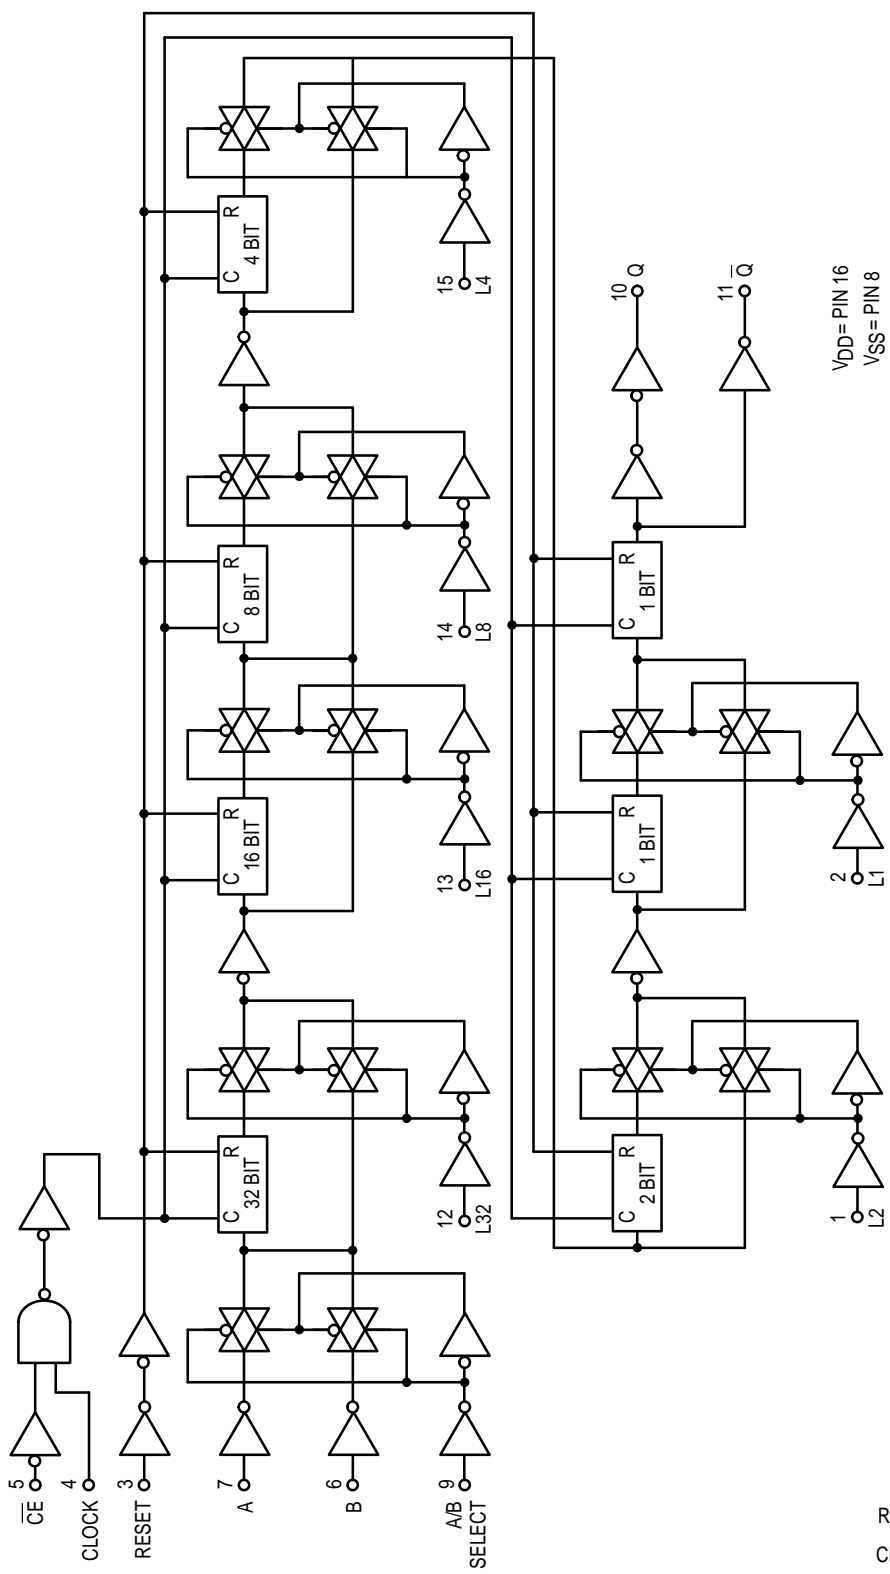 CE
5
CLOCK
4
RESET
3
A
7
B
6
A/B
SELECT
9
C
R
32 BIT
12
L32
C
R
16 BIT
13
L16
C
R
8 BIT
14
L8
C
R
4 BIT
15
L4
C
R
2 BIT
1
L2
C
R
1 BIT
2
L1
C
R
1 BIT
10
Q
11
Q
VDD = PIN 16
VSS = PIN 8
R